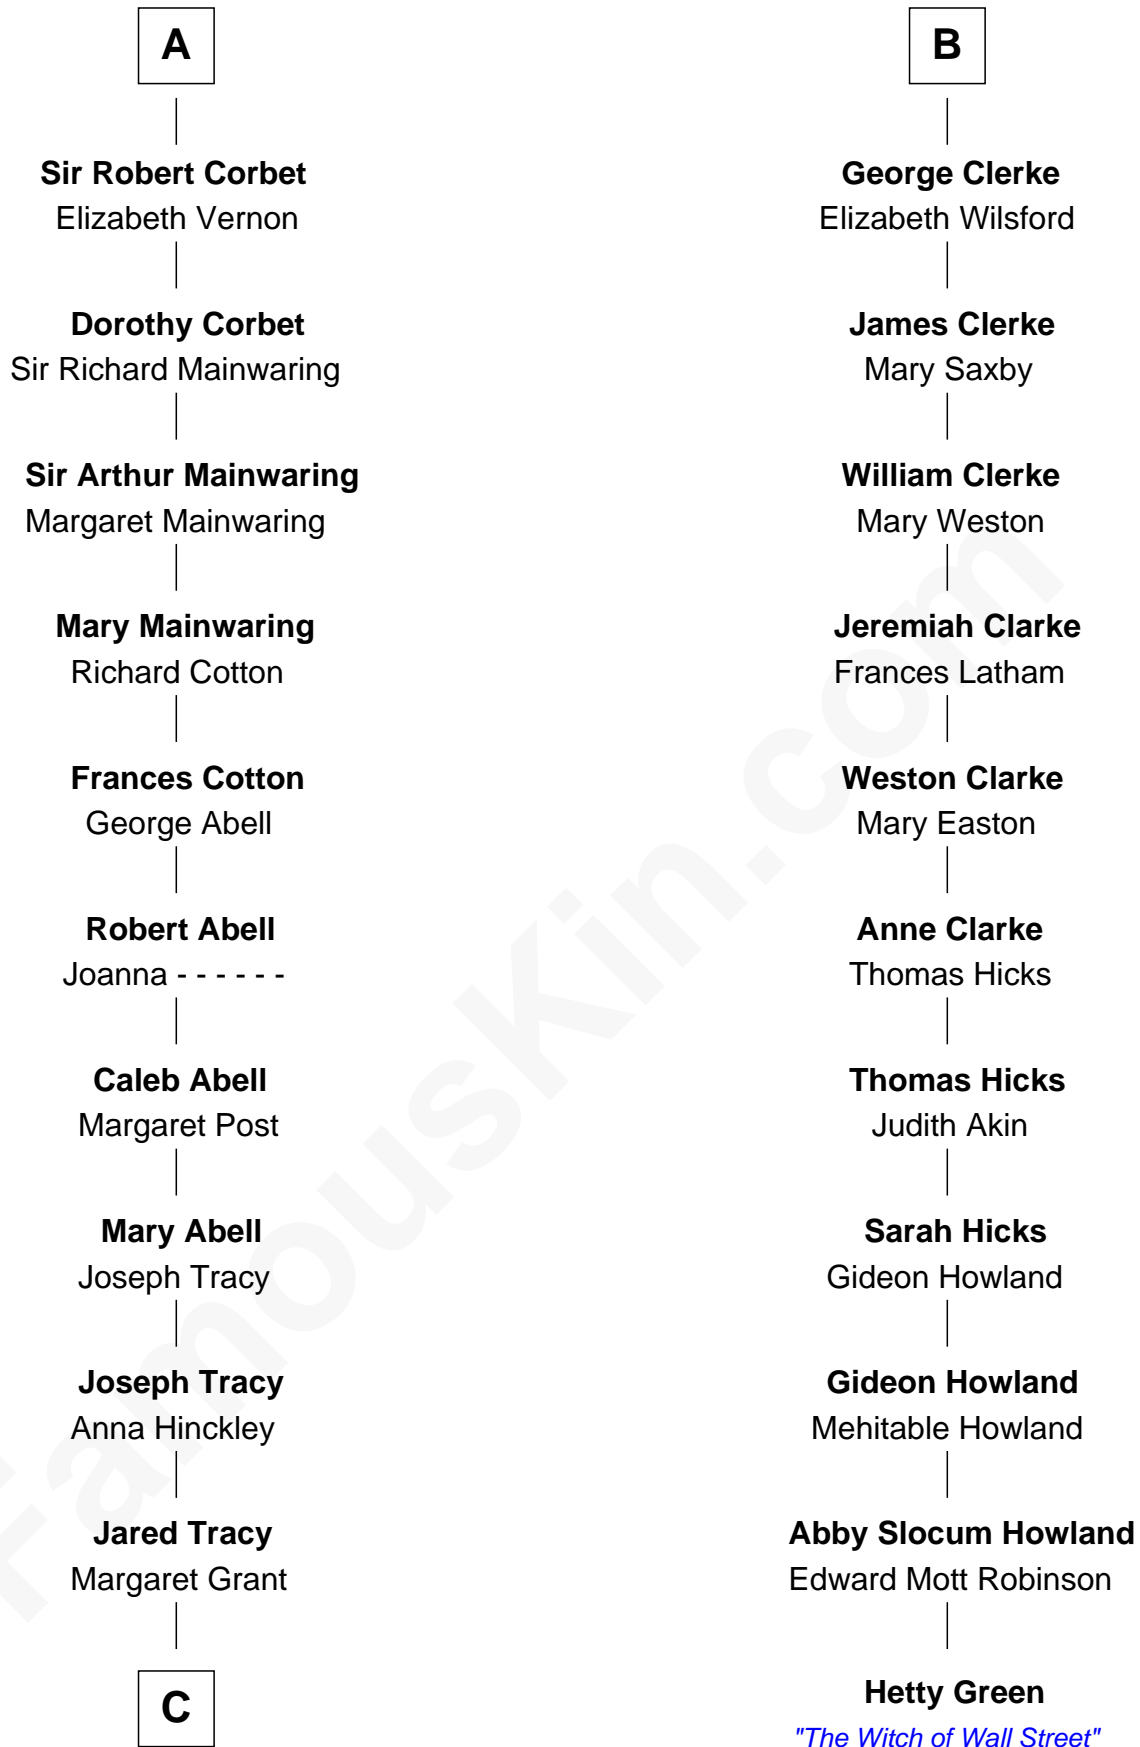 A
Sir Robert Corbet
Elizabeth Vernon
Dorothy Corbet
Sir Richard Mainwaring
Sir Arthur Mainwaring
Margaret Mainwaring
Mary Mainwaring
Richard Cotton
Frances Cotton
George Abell
Robert Abell
Joanna - - - - - -
Caleb Abell
Margaret Post
Mary Abell
Joseph Tracy
Joseph Tracy
Anna Hinckley
Jared Tracy
Margaret Grant
C
B
George Clerke
Elizabeth Wilsford
James Clerke
Mary Saxby
William Clerke
Mary Weston
Jeremiah Clarke
Frances Latham
Weston Clarke
Mary Easton
Anne Clarke
Thomas Hicks
Thomas Hicks
Judith Akin
Sarah Hicks
Gideon Howland
Gideon Howland
Mehitable Howland
Abby Slocum Howland
Edward Mott Robinson
Hetty Green
"The Witch of Wall Street"
FamousKin.com